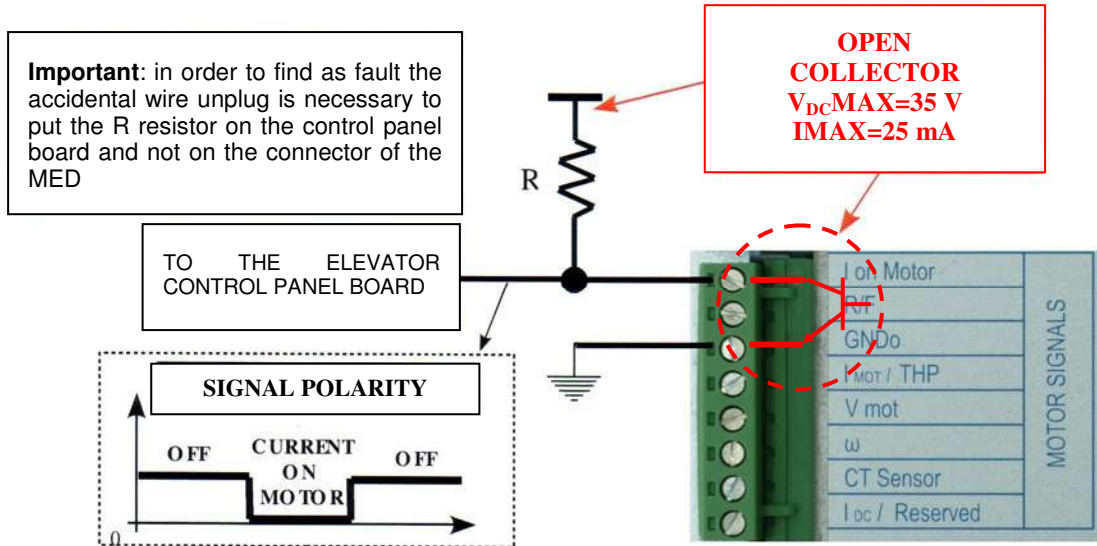 Important: in order to find as fault the
accidental wire unplug is necessary to
put the R resistor on the control panel
board and not on the connector of the
MED
OPEN
COLLECTOR
VDCMAX=35 V
IMAX=25 mA
R
TO THE ELEVATOR
CONTROL PANEL BOARD
SIGNAL POLARITY
OFF
CURRENT
ON
MOTOR
OFF
0
I on Motor
R/F
GNDo
IMOT / THP
V mot
ω
CT Sensor
IDC / Reserved
MOTOR SIGNALS